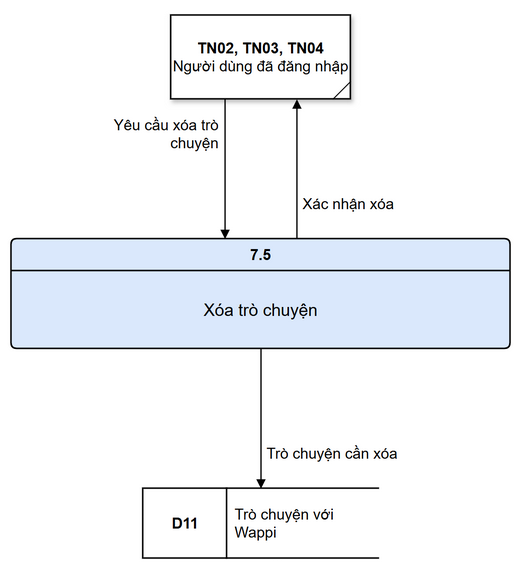 TN02, TN03, TN04
Người dùng đã đăng nhập
Yêu cầu xóa trò
chuyện
Xác nhận xóa
7.5
Xóa trò chuyện
Trò chuyện cần xóa
D11
Trò chuyện với
Wappi